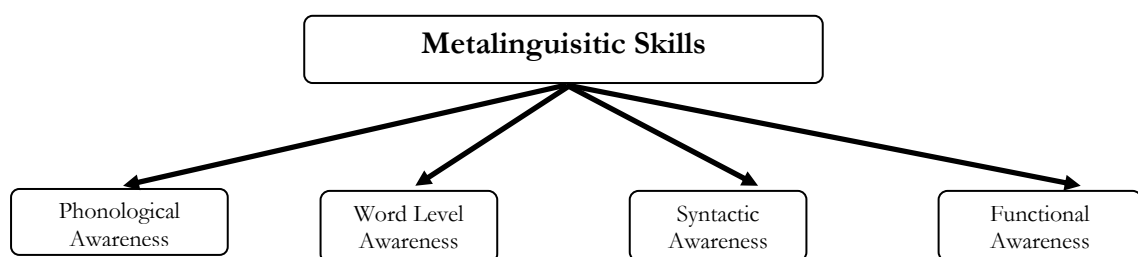 Metalinguisitic Skills
Phonological
Awareness
Word Level
Awareness
Syntactic
Awareness
Functional
Awareness